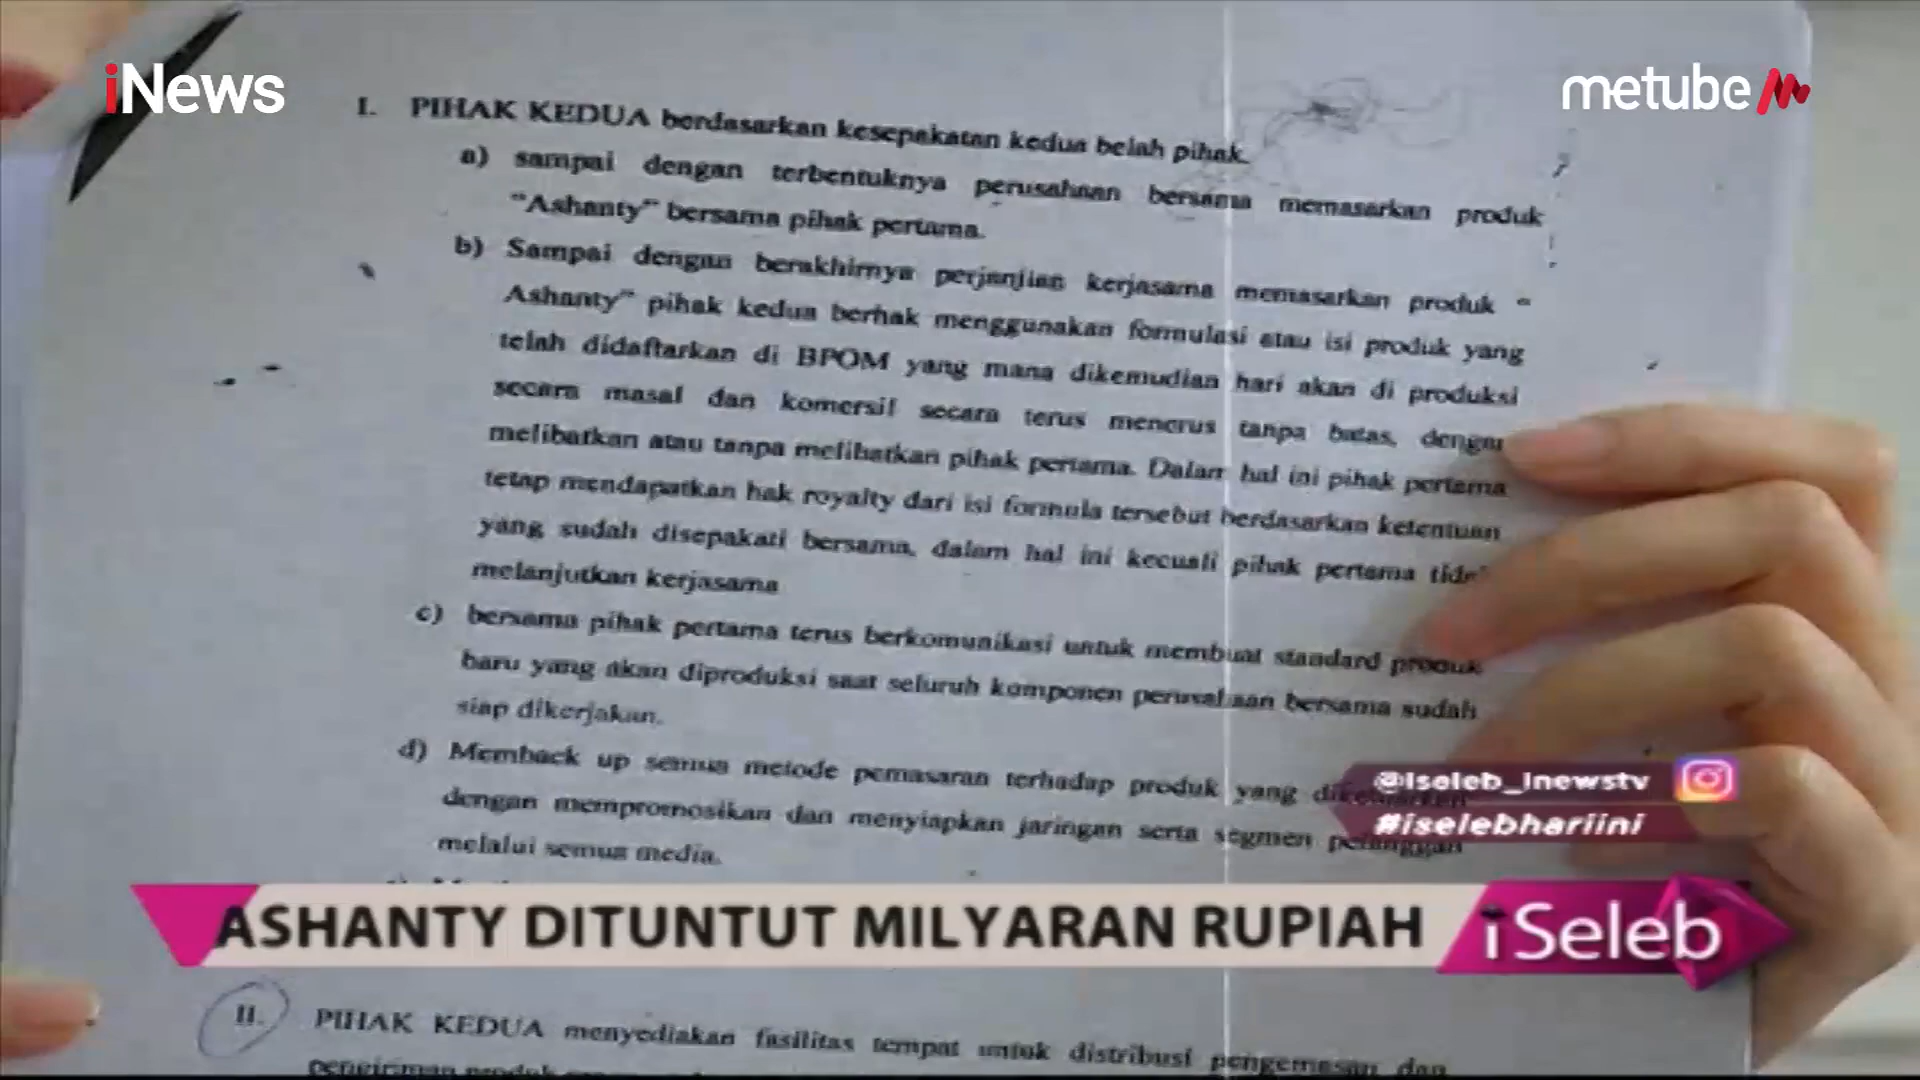 iNews
metube
I. PIHAK KEDUA berdasarkan kesepakatan kedua belah pihak.
a) sampai dengan terbentuknya perusahaan bersama memasarkan produk
"Ashanty" bersama pihak pertama.
b) Sampai dengan berakhirnya perjanjian kerjasama memasarkan produk "
Ashanty" pihak kedua berhak menggunakan formulasi atau isi produk yang
telah didaftarkan di BPOM yang mana dikemudian hari akan di produksi
secara masal dan komersil secara terus menerus tanpa batas, dengan
melibatkan atau tanpa melibatkan pihak pertama. Dalam hal ini pihak pertama
tetap mendapatkan hak royalty dari isi formula tersebut berdasarkan ketentuan
yang sudah disepakati bersama, dalam hal ini kecuali pihak pertama
melanjutkan kerjasama
c) bersama pihak pertama terus berkomunikasi untuk membuat standard produk
baru yang akan diproduksi saat seluruh komponen perusahaan bersama sudah
siap dikerjakan.
d) Memback up semua metode pemasaran terhadap produk yang
dengan mempromosikan dan menyiapkan jaringan serta segmen pelanggan
melalui semua media.
@iseleb_inewstv
#iselebhariini
ASHANTY DITUNTUT MILYARAN RUPIAH
iSeleb
II. PIHAK KEDUA menyediakan fasilitas tempat untuk distribusi pengemasan dan
pengiriman produk